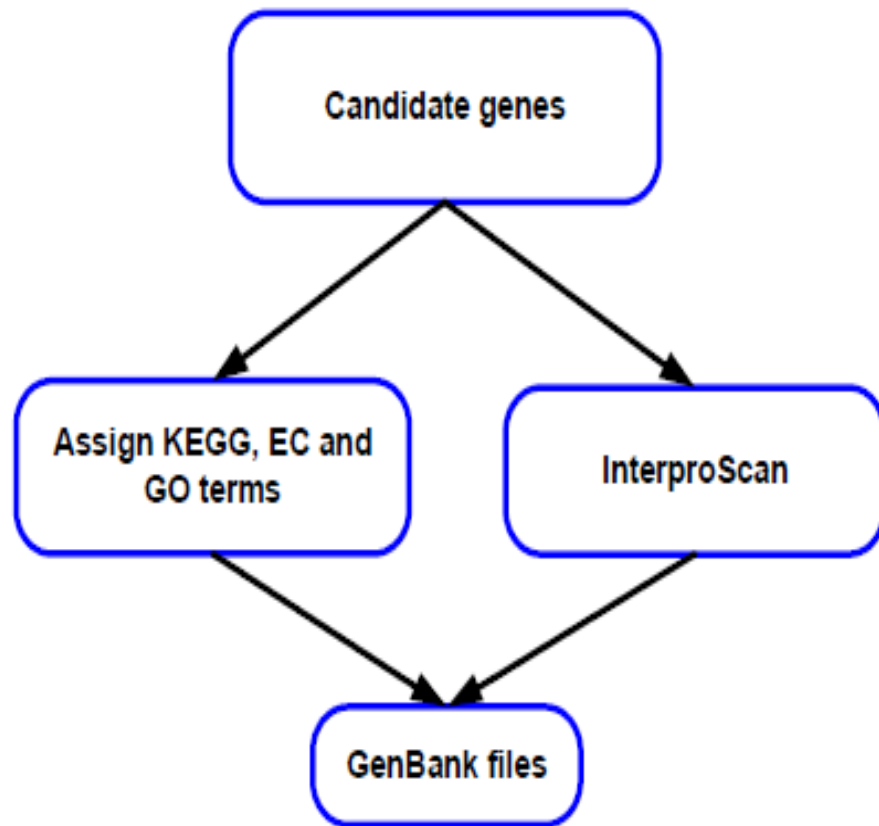 Candidate genes
Assign KEGG, EC and
GO terms
InterproScan
GenBank files